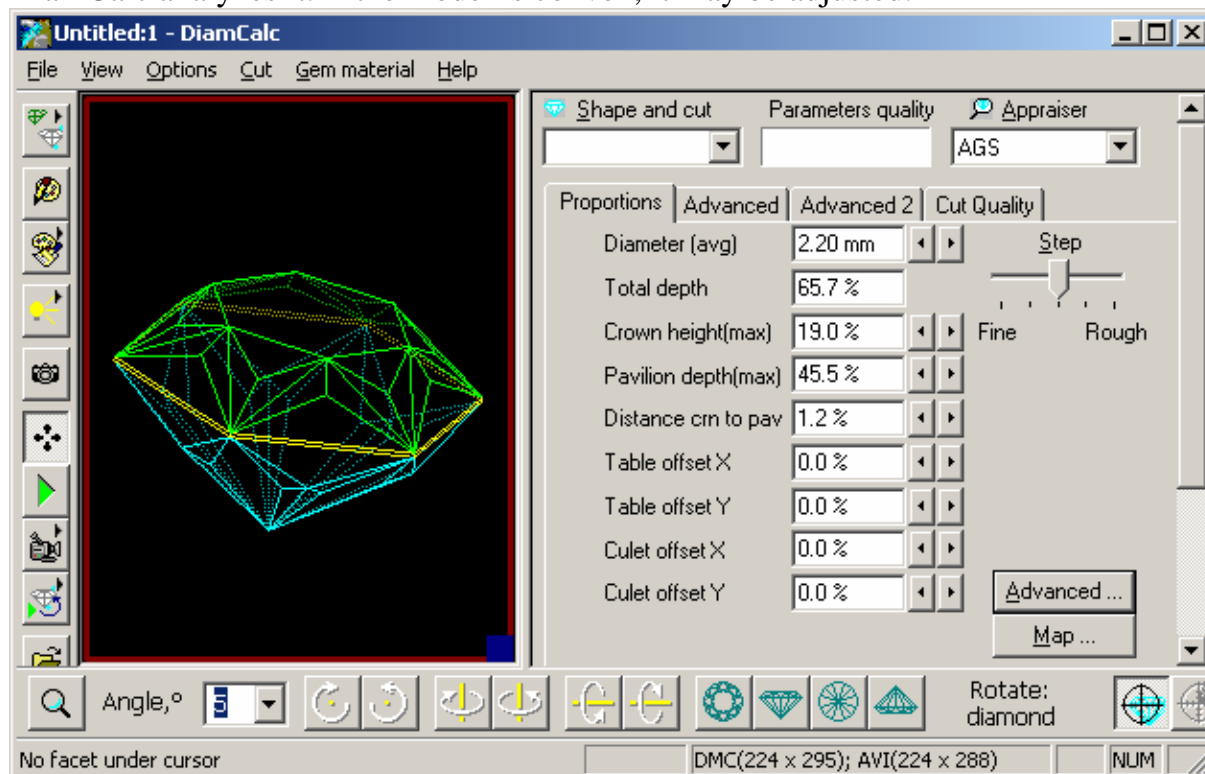 Untitled:1 - DiamCalc
File View Options Cut Gem material Help
Shape and cut Parameters quality Appraiser
AGS
Proportions Advanced Advanced 2 Cut Quality
Diameter (avg) 2.20 mm Step
Total depth 65.7 %
Crown height(max) 19.0 % Fine Rough
Pavilion depth(max) 45.5 %
Distance crn to pav 1.2 %
Table offset X 0.0 %
Table offset Y 0.0 %
Culet offset X 0.0 %
Culet offset Y 0.0 % Advanced ...
Map ...
Angle,° 5 Rotate:
diamond
No facet under cursor DMC(224 x 295); AVI(224 x 288) NUM